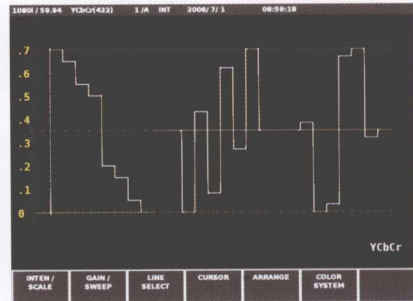 1080I / 59.94 YCbCr(422) 1 /A INT 2006/ 7/ 1 08:59:18
.7
.6
.5
.4
.3
.2
.1
0
YCbCr
INTEN / SCALE
GAIN / SWEEP
LINE SELECT
CURSOR
ARRANGE
COLOR SYSTEM